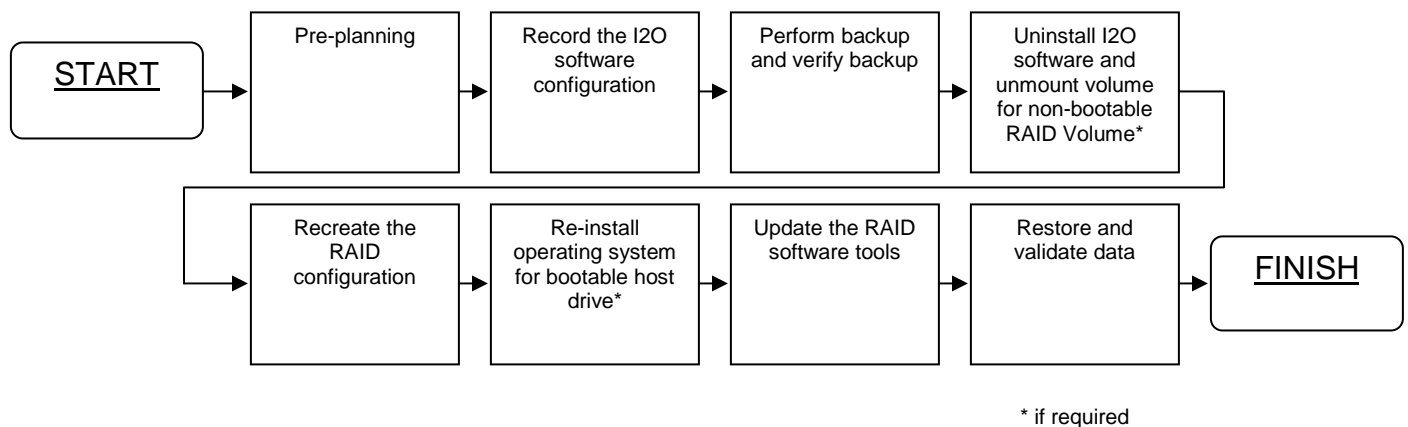 START
Pre-planning
Record the I2O
software
configuration
Perform backup
and verify backup
Uninstall I2O
software and
unmount volume
for non-bootable
RAID Volume*
Recreate the
RAID
configuration
Re-install
operating system
for bootable host
drive*
Update the RAID
software tools
Restore and
validate data
FINISH
* if required